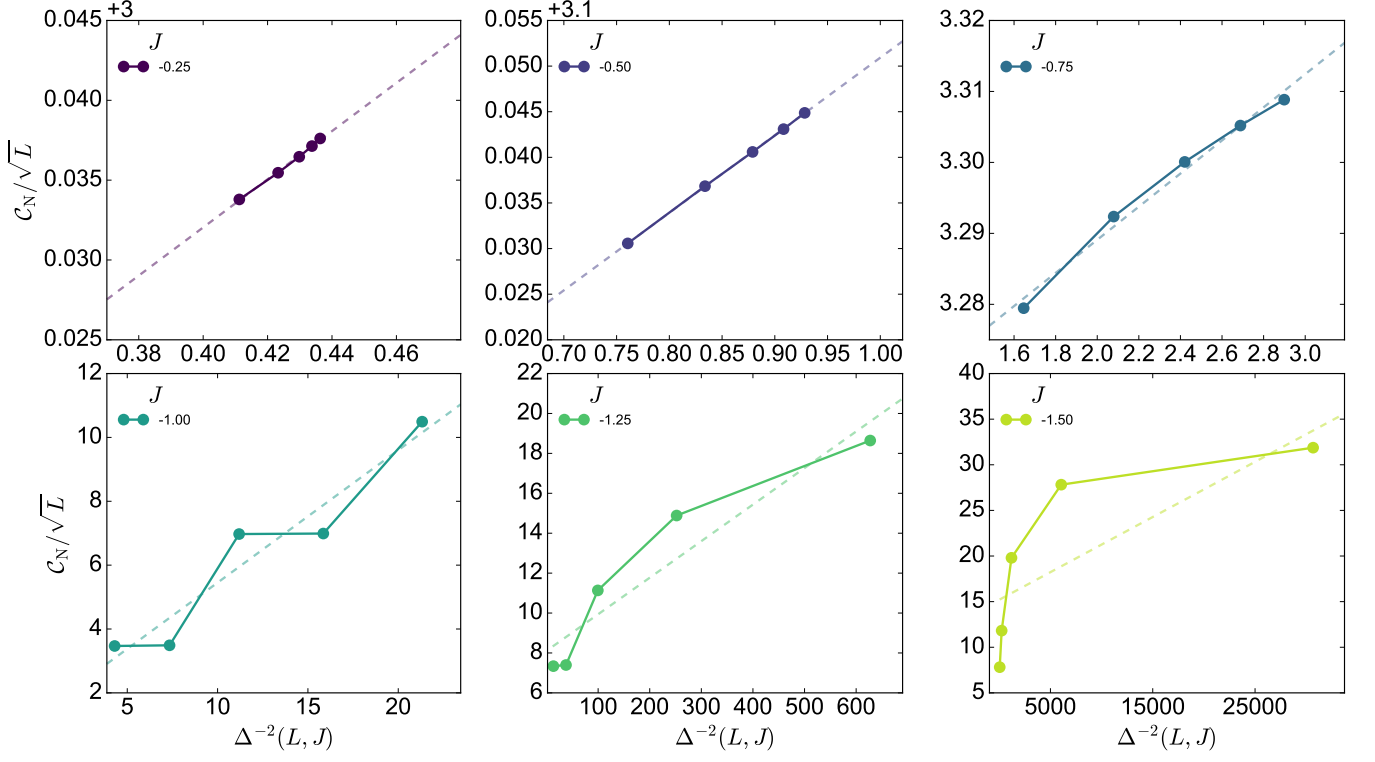 0.045 +3
0.040
0.035
0.030
0.025
0.38 0.40 0.42 0.44 0.46
J
-0.25
𝒞_N/√L
0.055 +3.1
0.050
0.045
0.040
0.035
0.030
0.025
0.020
0.70 0.75 0.80 0.85 0.90 0.95 1.00
J
-0.50
3.32
3.31
3.30
3.29
3.28
1.6 1.8 2.0 2.2 2.4 2.6 2.8 3.0
J
-0.75
12
10
8
6
4
2
5 10 15 20
J
-1.00
𝒞_N/√L
Δ⁻²(L, J)
22
20
18
16
14
12
10
8
6
100 200 300 400 500 600
J
-1.25
Δ⁻²(L, J)
40
35
30
25
20
15
10
5
5000 15000 25000
J
-1.50
Δ⁻²(L, J)